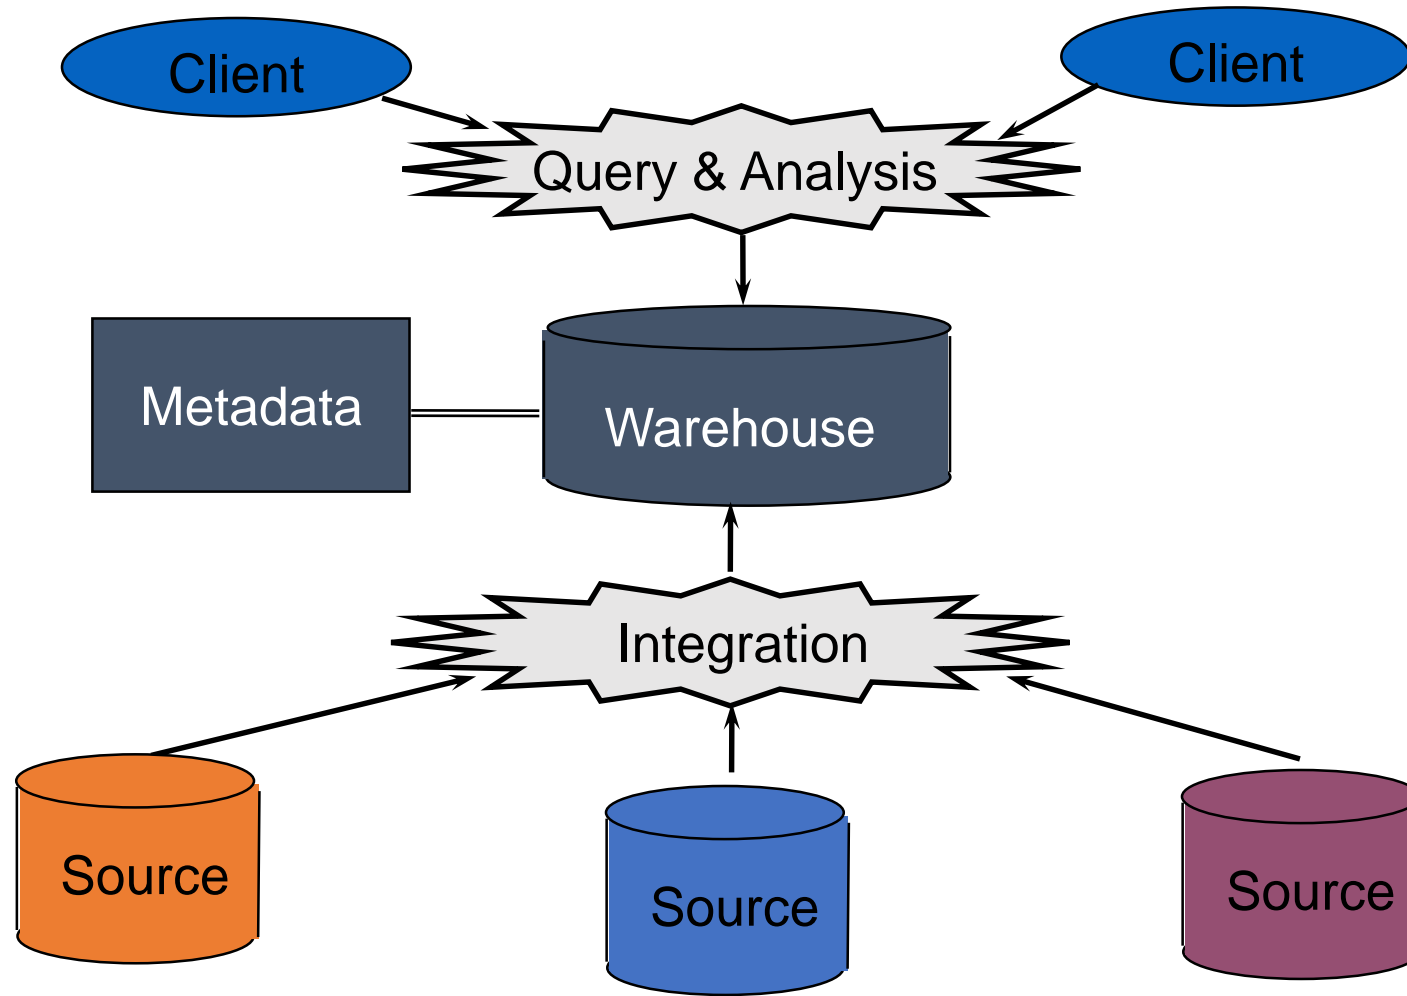 Client
Client
Query & Analysis
Metadata
Warehouse
Integration
Source
Source
Source